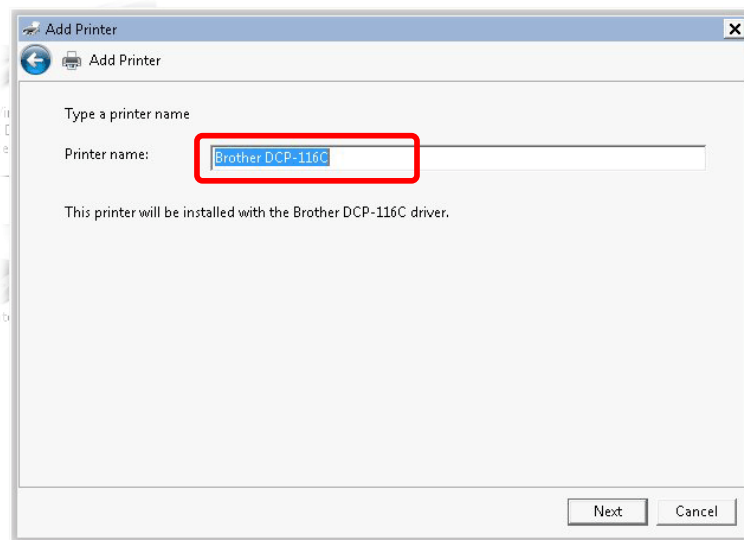 Add Printer
Add Printer
Type a printer name
Printer name:
Brother DCP-116C
This printer will be installed with the Brother DCP-116C driver.
Next
Cancel